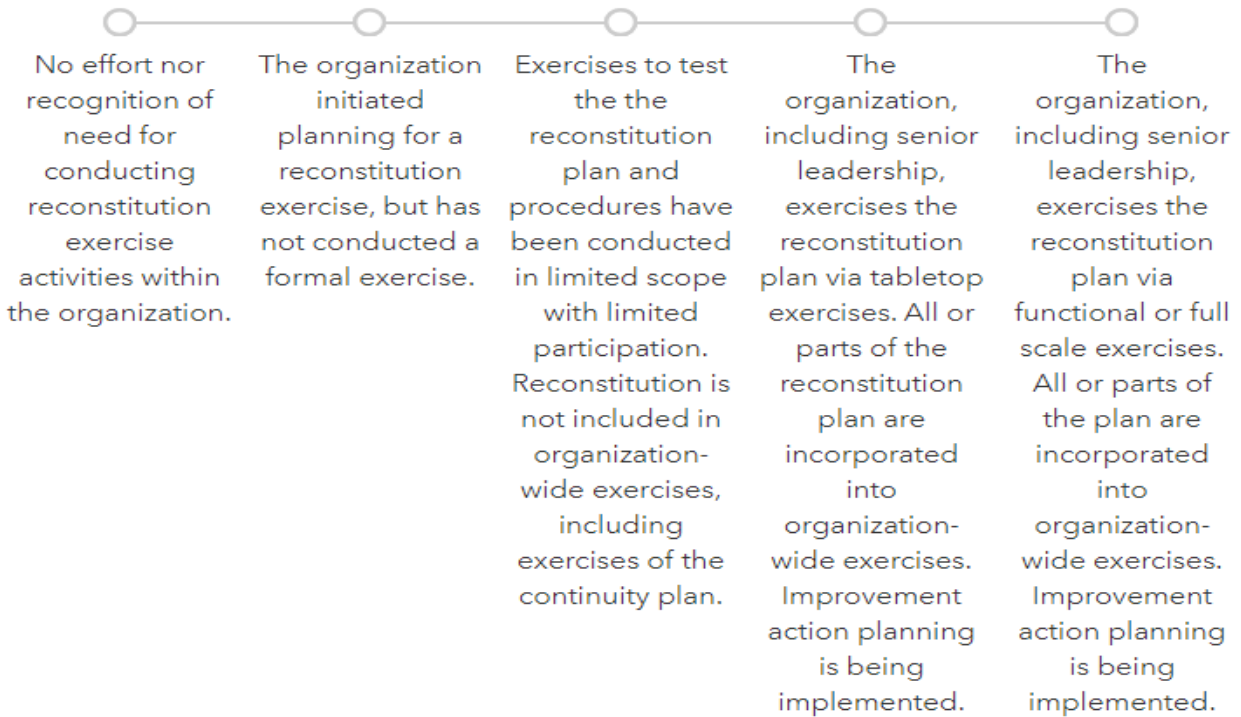 No effort nor
recognition of
need for
conducting
reconstitution
exercise
activities within
the organization.
The organization
initiated
planning for a
reconstitution
exercise, but has
not conducted a
formal exercise.
Exercises to test
the the
reconstitution
plan and
procedures have
been conducted
in limited scope
with limited
participation.
Reconstitution is
not included in
organization-
wide exercises,
including
exercises of the
continuity plan.
The
organization,
including senior
leadership,
exercises the
reconstitution
plan via tabletop
exercises. All or
parts of the
reconstitution
plan are
incorporated
into
organization-
wide exercises.
Improvement
action planning
is being
implemented.
The
organization,
including senior
leadership,
exercises the
reconstitution
plan via
functional or full
scale exercises.
All or parts of
the plan are
incorporated
into
organization-
wide exercises.
Improvement
action planning
is being
implemented.